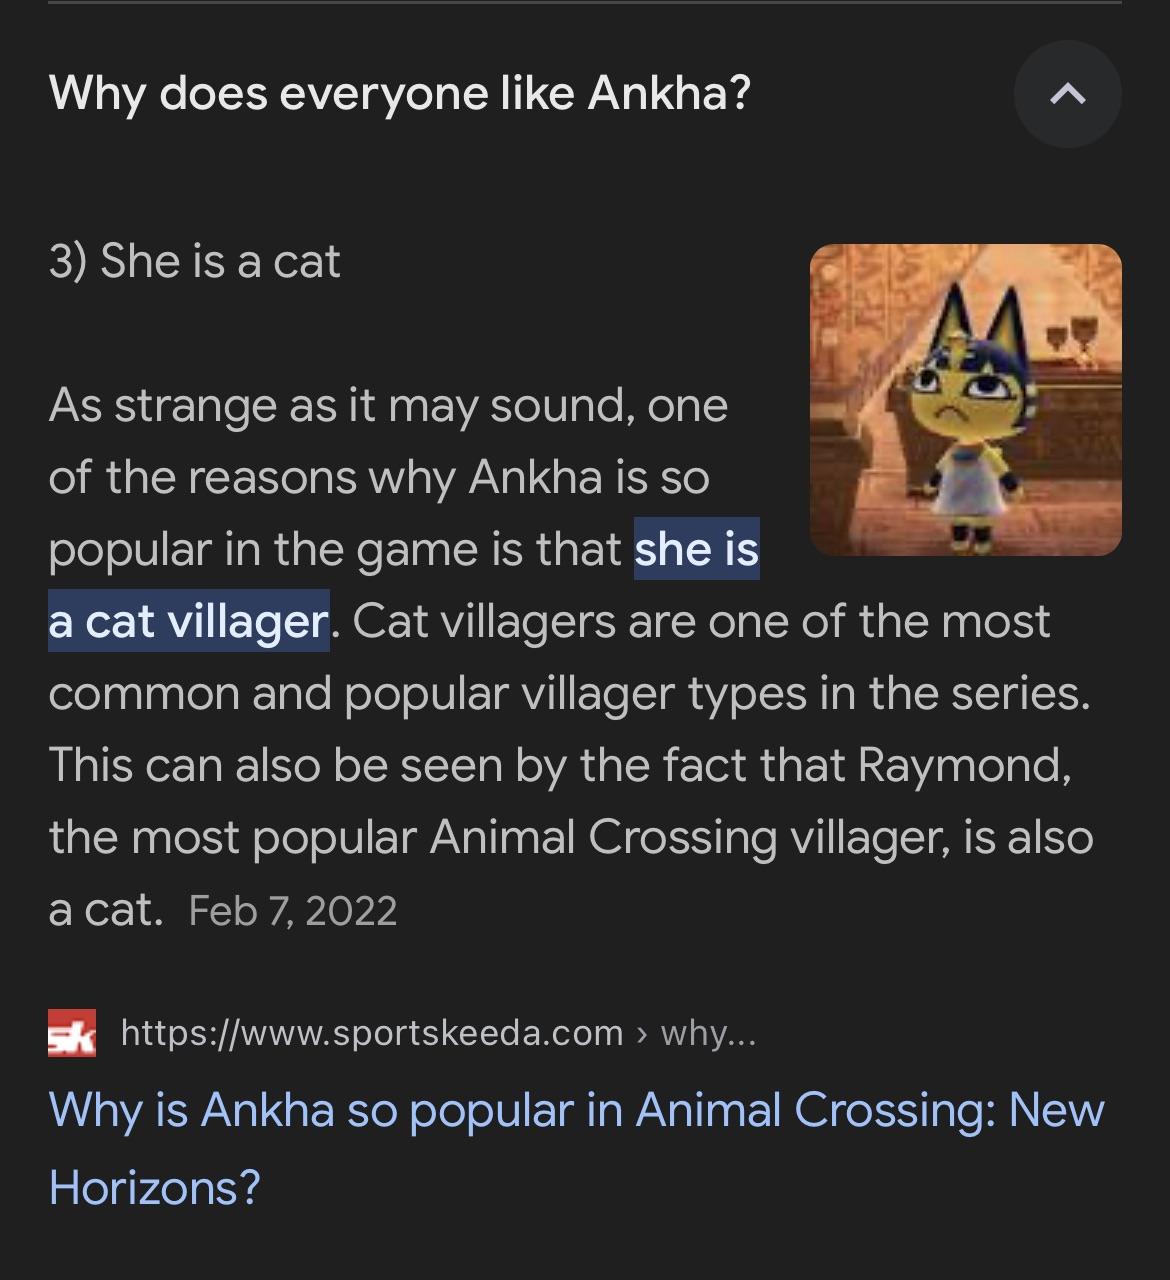 Why does everyone like Ankha?
3) She is a cat
As strange as it may sound, one
of the reasons why Ankha is so
popular in the game is that she is
a cat villager. Cat villagers are one of the most
common and popular villager types in the series.
This can also be seen by the fact that Raymond,
the most popular Animal Crossing villager, is also
a cat. Feb 7, 2022
sk https://www.sportskeeda.com › why...
Why is Ankha so popular in Animal Crossing: New
Horizons?